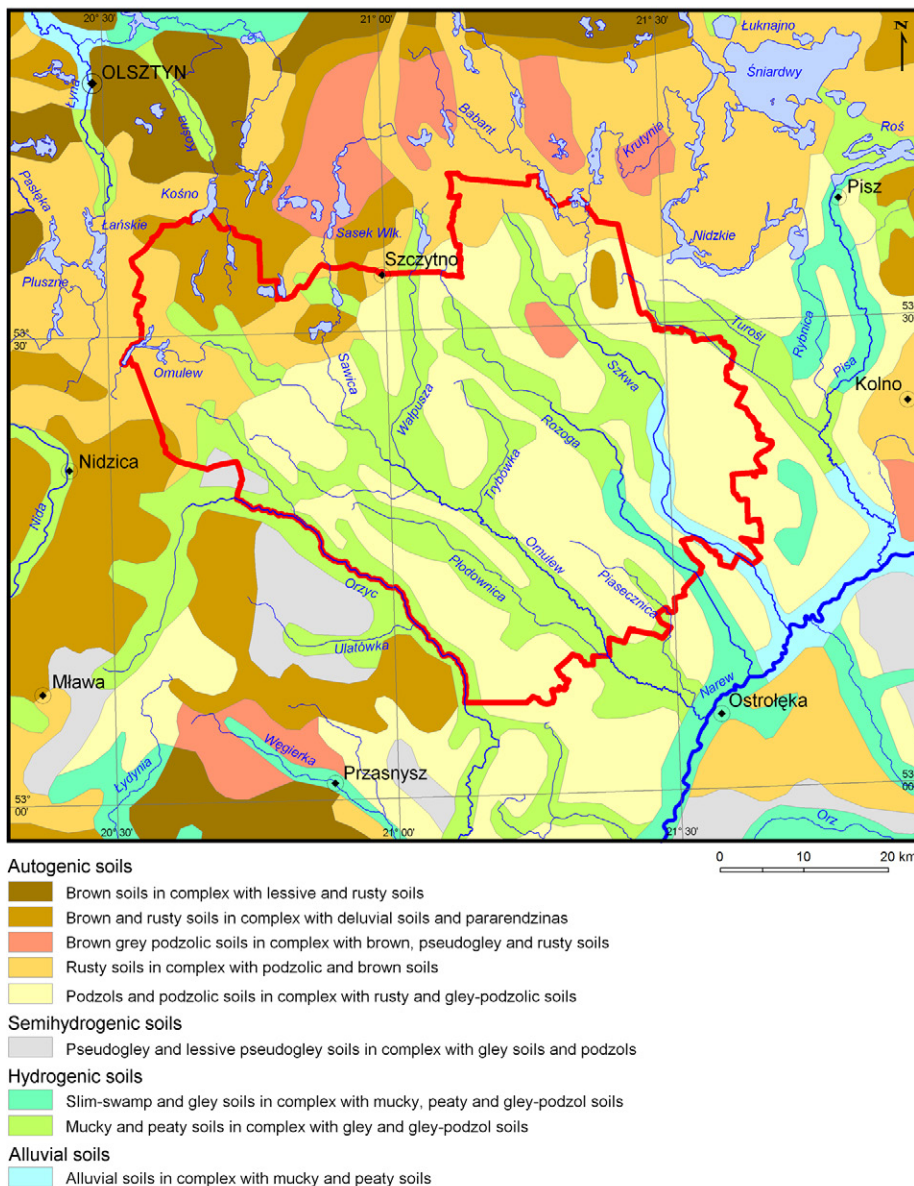 20° 30'
21° 00'
21° 30'
Łuknajno
N
Śniardwy
OLSZTYN
Łyna
Kośna
Babant
Krutynia
Roś
Pasłęka
Kośno
Pisz
Łańskie
Sasek Wlk.
Szczytno
Nidzkie
Pluszne
53°
30'
Turośl
Rybnica
53°
30'
Omulew
Sawica
Szkwa
Pisa
Wałpusza
Kolno
Rozoga
Nidzica
Trybówka
Nida
Omulew
Płodownica
Piasecznica
Orzyc
Ulatówka
Mława
Narew
Ostrołęka
Węgierka
Przasnysz
Łydynia
53°
00'
53°
00'
Orz
20° 30'
21° 00'
21° 30'
0 10 20 km
Autogenic soils
Brown soils in complex with lessive and rusty soils
Brown and rusty soils in complex with deluvial soils and pararendzinas
Brown grey podzolic soils in complex with brown, pseudogley and rusty soils
Rusty soils in complex with podzolic and brown soils
Podzols and podzolic soils in complex with rusty and gley-podzolic soils
Semihydrogenic soils
Pseudogley and lessive pseudogley soils in complex with gley soils and podzols
Hydrogenic soils
Slim-swamp and gley soils in complex with mucky, peaty and gley-podzol soils
Mucky and peaty soils in complex with gley and gley-podzol soils
Alluvial soils
Alluvial soils in complex with mucky and peaty soils